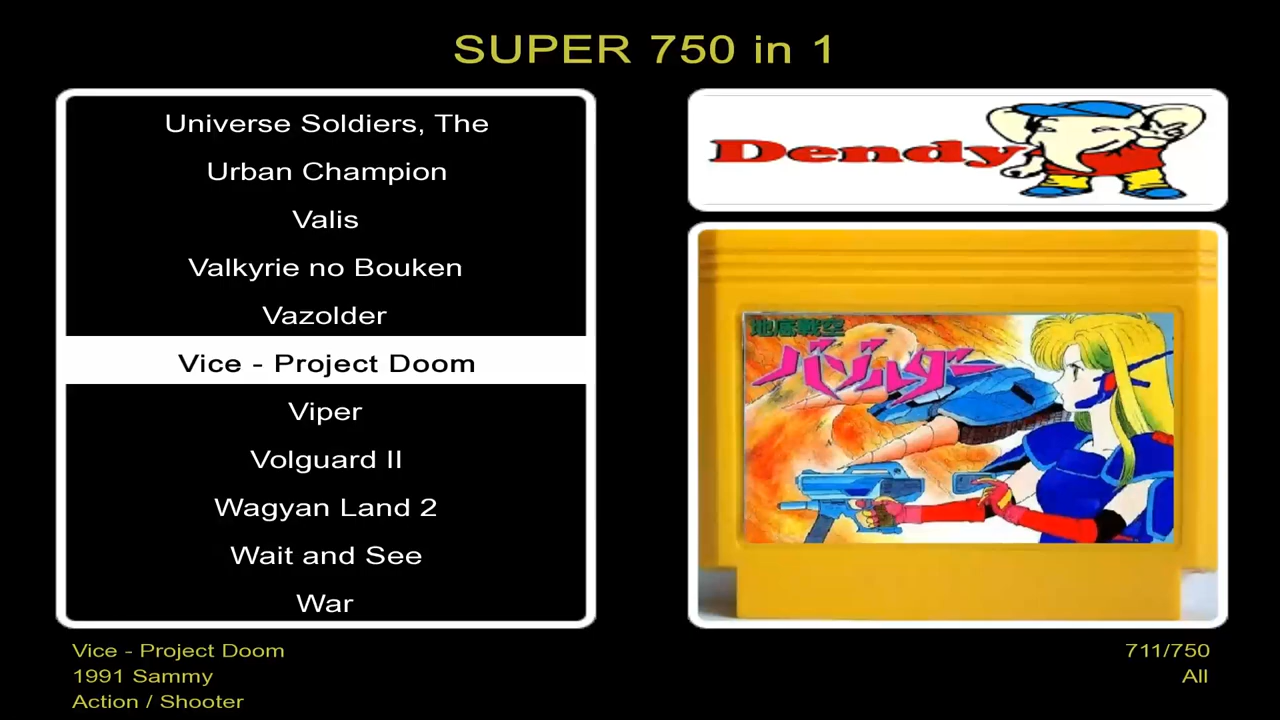 SUPER 750 in 1
Universe Soldiers, The
Urban Champion
Valis
Valkyrie no Bouken
Vazolder
Vice - Project Doom
Viper
Volguard II
Wagyan Land 2
Wait and See
War
Dendy
地底戦空
バゾルダー
Vice - Project Doom
1991 Sammy
Action / Shooter
711/750
All